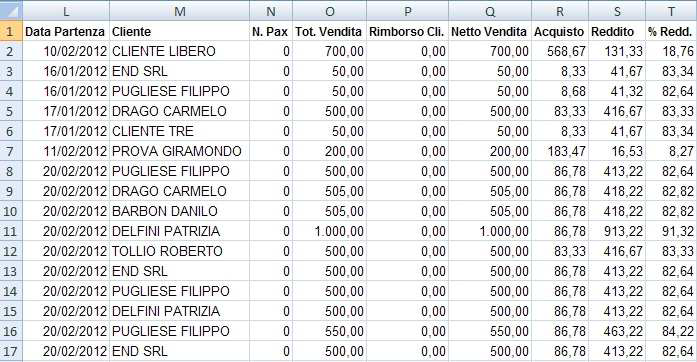 L M N O P Q R S T
1 Data Partenza Cliente N. Pax Tot. Vendita Rimborso Cli. Netto Vendita Acquisto Reddito % Redd.
2 10/02/2012 CLIENTE LIBERO 0 700,00 0,00 700,00 568,67 131,33 18,76
3 16/01/2012 END SRL 0 50,00 0,00 50,00 8,33 41,67 83,34
4 16/01/2012 PUGLIESE FILIPPO 0 50,00 0,00 50,00 8,68 41,32 82,64
5 17/01/2012 DRAGO CARMELO 0 500,00 0,00 500,00 83,33 416,67 83,33
6 17/01/2012 CLIENTE TRE 0 50,00 0,00 50,00 8,33 41,67 83,34
7 11/02/2012 PROVA GIRAMONDO 0 200,00 0,00 200,00 183,47 16,53 8,27
8 20/02/2012 PUGLIESE FILIPPO 0 500,00 0,00 500,00 86,78 413,22 82,64
9 20/02/2012 DRAGO CARMELO 0 505,00 0,00 505,00 86,78 418,22 82,82
10 20/02/2012 BARBON DANILO 0 505,00 0,00 505,00 86,78 418,22 82,82
11 20/02/2012 DELFINI PATRIZIA 0 1.000,00 0,00 1.000,00 86,78 913,22 91,32
12 20/02/2012 TOLLIO ROBERTO 0 500,00 0,00 500,00 83,33 416,67 83,33
13 20/02/2012 END SRL 0 500,00 0,00 500,00 86,78 413,22 82,64
14 20/02/2012 PUGLIESE FILIPPO 0 500,00 0,00 500,00 86,78 413,22 82,64
15 20/02/2012 DELFINI PATRIZIA 0 500,00 0,00 500,00 86,78 413,22 82,64
16 20/02/2012 PUGLIESE FILIPPO 0 550,00 0,00 550,00 86,78 463,22 84,22
17 20/02/2012 END SRL 0 500,00 0,00 500,00 86,78 413,22 82,64